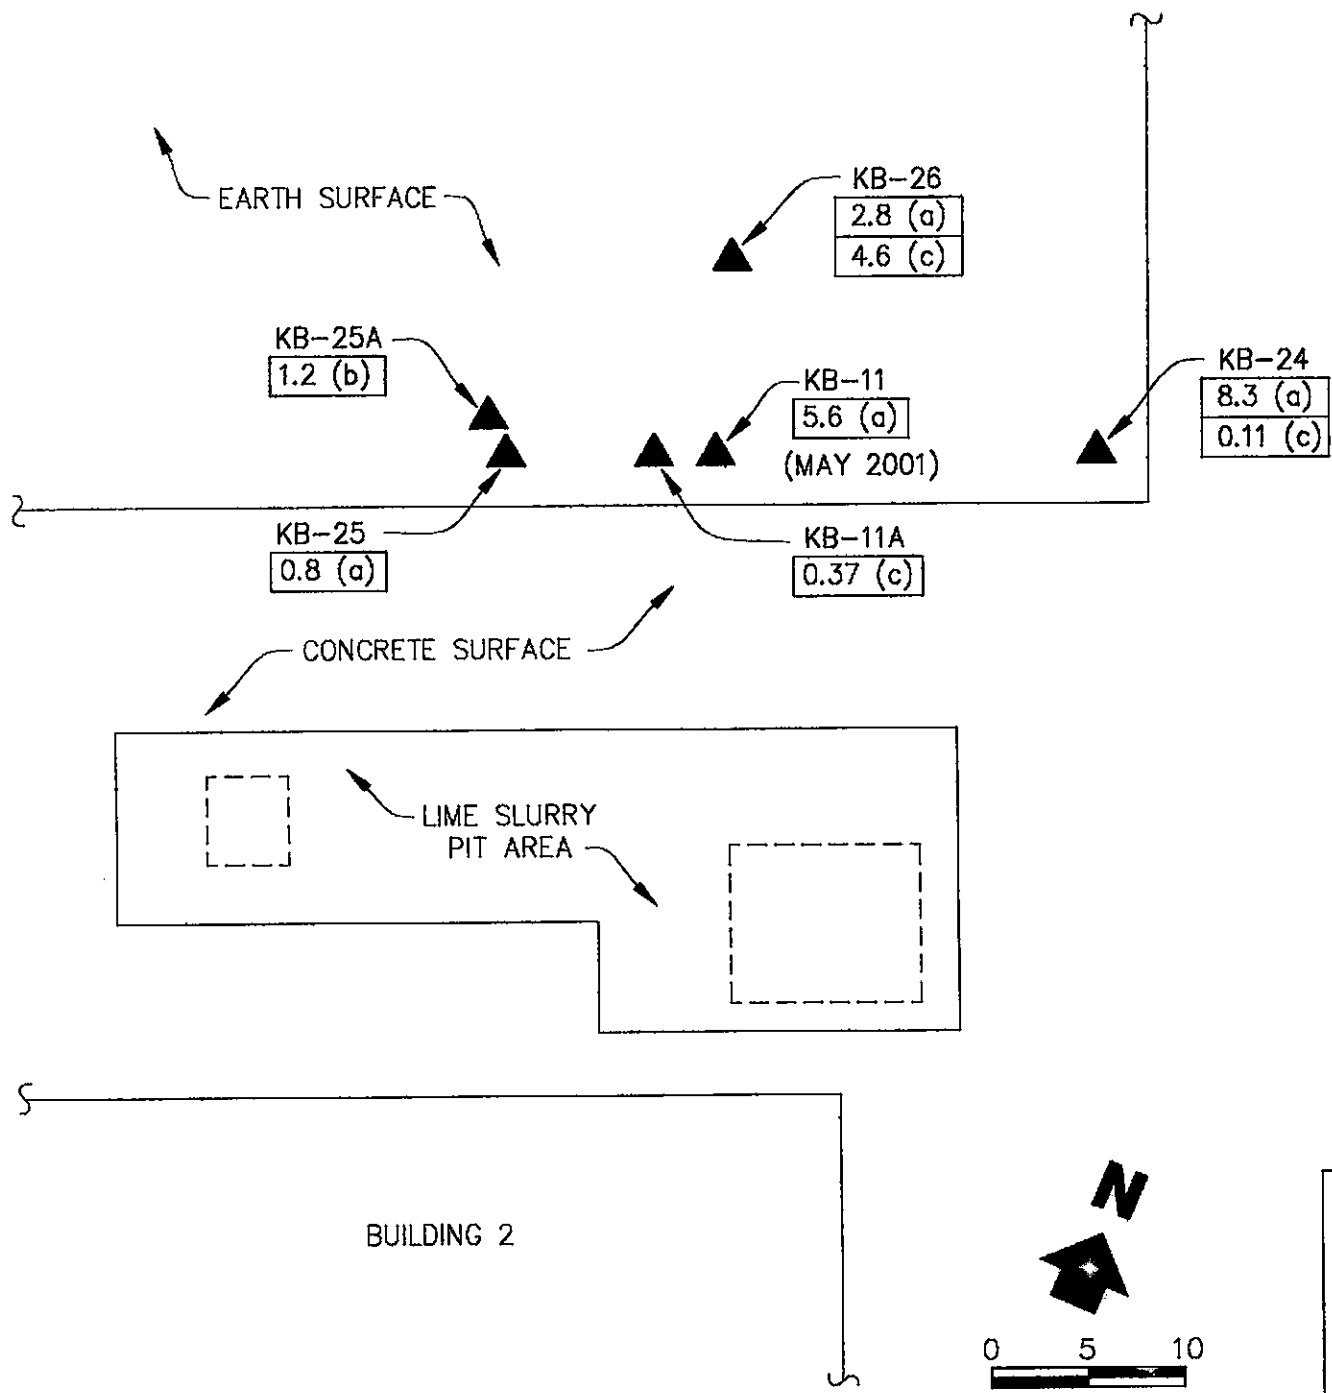 EARTH SURFACE
KB-26
2.8 (a)
4.6 (c)
KB-25A
1.2 (b)
KB-11
5.6 (a)
(MAY 2001)
KB-24
8.3 (a)
0.11 (c)
KB-25
0.8 (a)
KB-11A
0.37 (c)
CONCRETE SURFACE
LIME SLURRY
PIT AREA
BUILDING 2
N
0 5 10